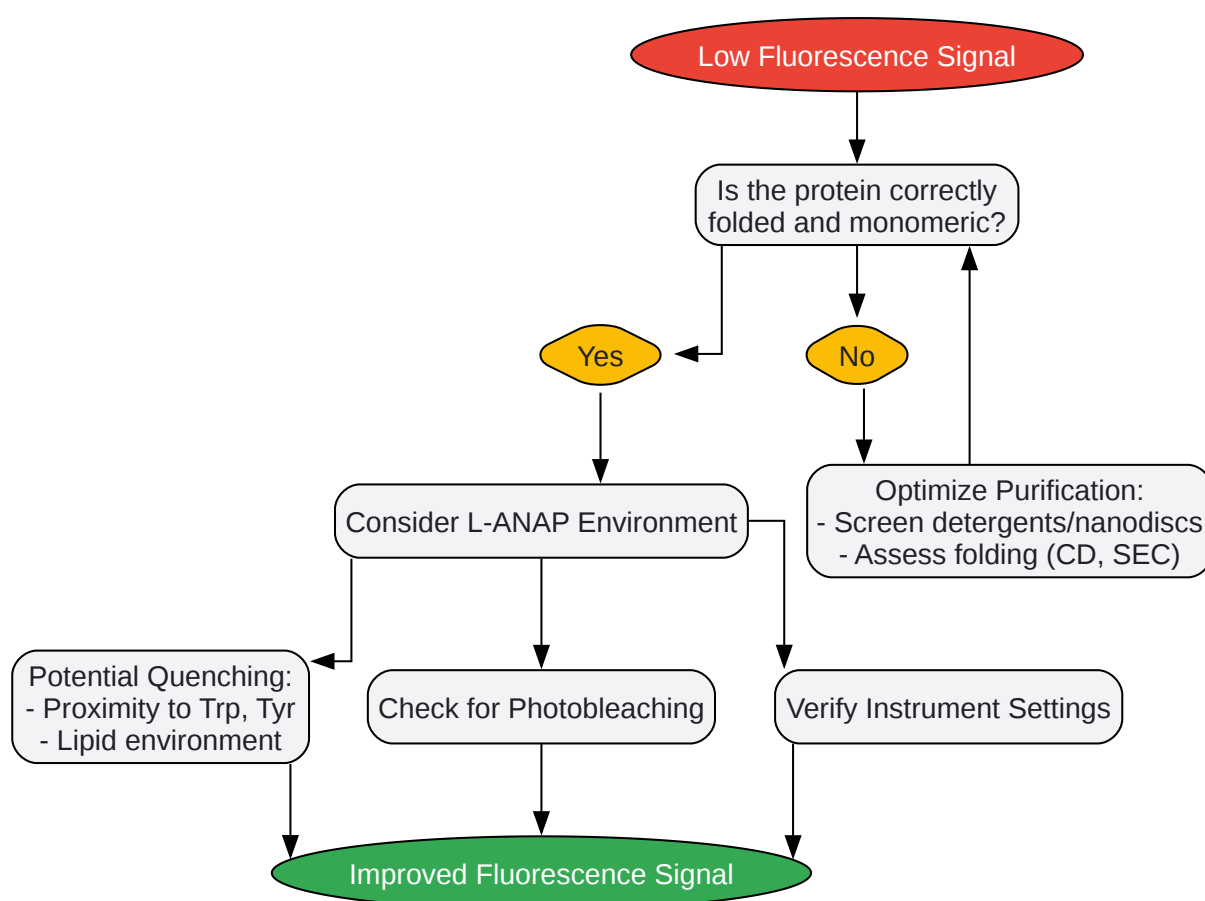 Low Fluorescence Signal
Is the protein correctly
folded and monomeric?
Yes
No
Optimize Purification:
- Screen detergents/nanodiscs
- Assess folding (CD, SEC)
Consider L-ANAP Environment
Potential Quenching:
- Proximity to Trp, Tyr
- Lipid environment
Check for Photobleaching
Verify Instrument Settings
Improved Fluorescence Signal